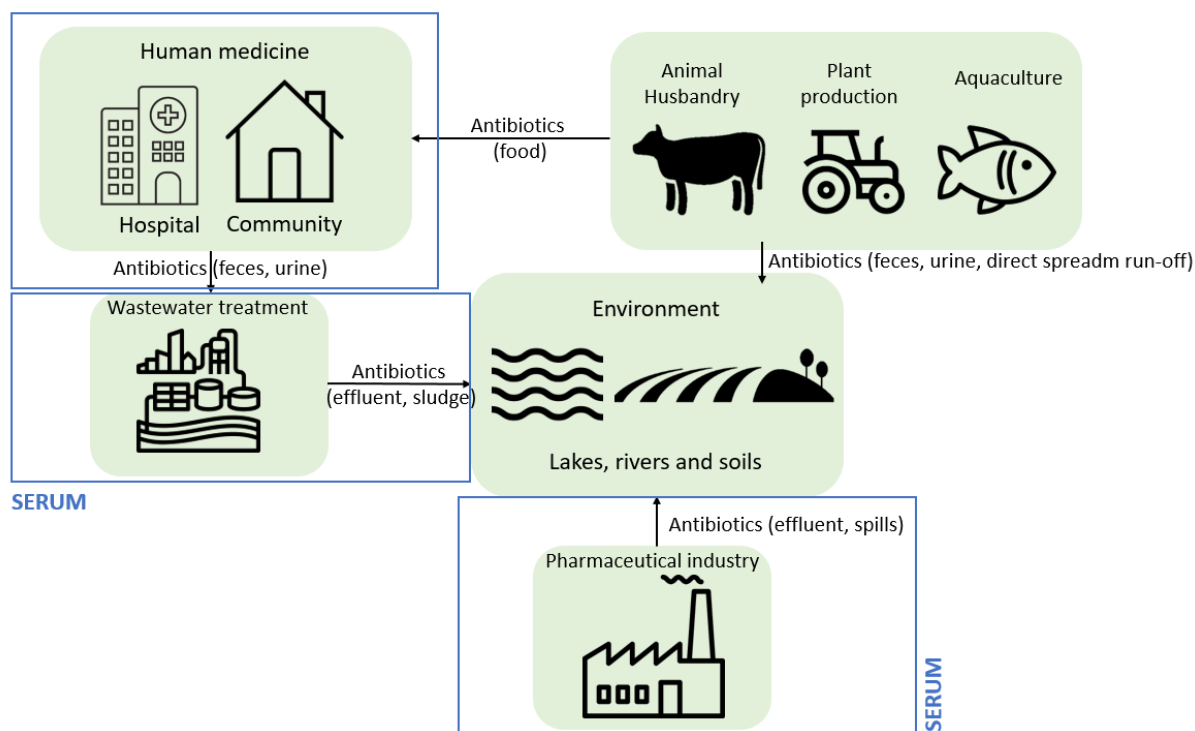 Human medicine
Hospital
Community
Animal
Husbandry
Plant
production
Aquaculture
Antibiotics
(food)
Antibiotics (feces, urine)
Antibiotics (feces, urine, direct spreadm run-off)
Wastewater treatment
Antibiotics
(effluent, sludge)
Environment
Lakes, rivers and soils
SERUM
Antibiotics (effluent, spills)
Pharmaceutical industry
SERUM